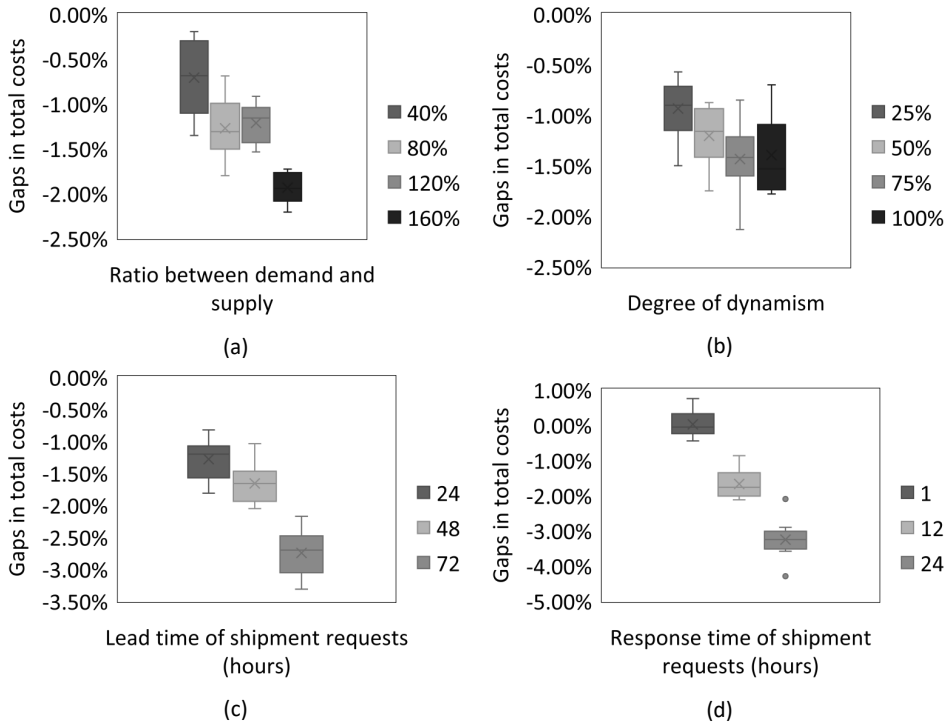 0.00%
-0.50%
-1.00%
-1.50%
-2.00%
-2.50%
Gaps in total costs
40%
80%
120%
160%
Ratio between demand and
supply
(a)
0.00%
-0.50%
-1.00%
-1.50%
-2.00%
-2.50%
Gaps in total costs
25%
50%
75%
100%
Degree of dynamism
(b)
0.00%
-0.50%
-1.00%
-1.50%
-2.00%
-2.50%
-3.00%
-3.50%
Gaps in total costs
24
48
72
Lead time of shipment requests
(hours)
(c)
1.00%
0.00%
-1.00%
-2.00%
-3.00%
-4.00%
-5.00%
Gaps in total costs
1
12
24
Response time of shipment
requests (hours)
(d)